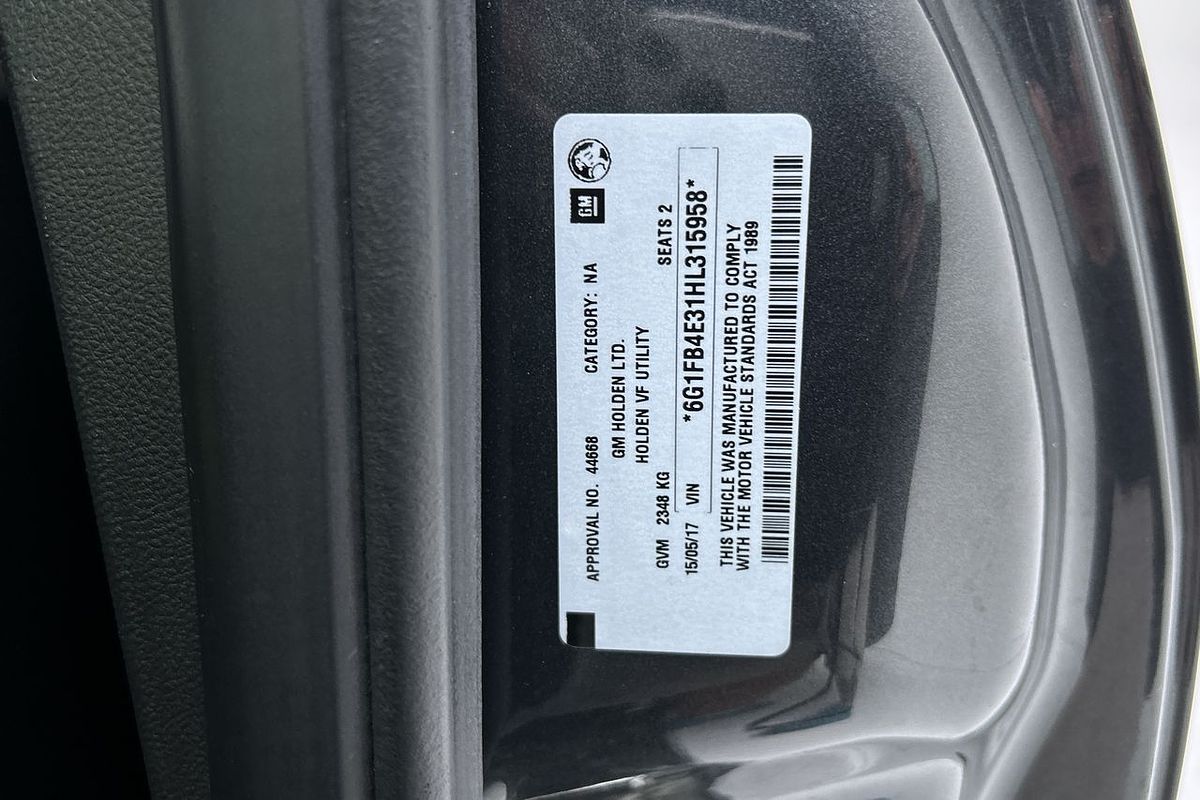 GM
APPROVAL NO. 44668 CATEGORY: NA
GM HOLDEN LTD.
HOLDEN VF UTILITY
GVM 2348 KG SEATS 2
15/05/17 VIN *6G1FB4E31HL315958*
THIS VEHICLE WAS MANUFACTURED TO COMPLY
WITH THE MOTOR VEHICLE STANDARDS ACT 1989